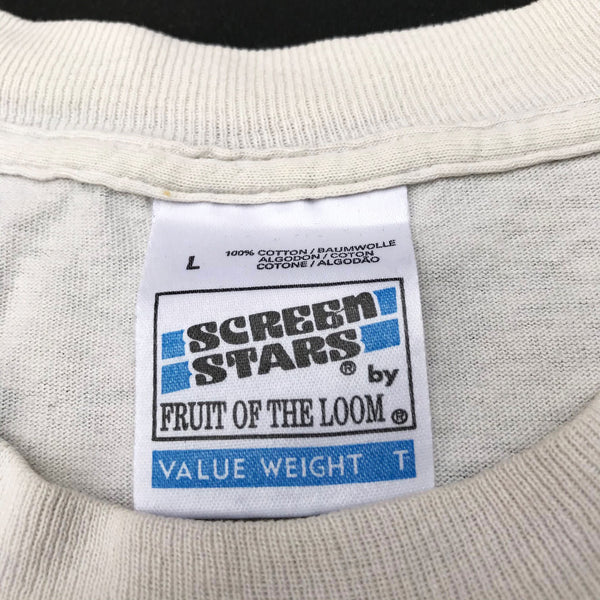 L
100% COTTON / BAUMWOLLE
ALGODON / COTON
COTONE / ALGODÃO
SCREEN
STARS ® by
FRUIT OF THE LOOM ®
VALUE WEIGHT T